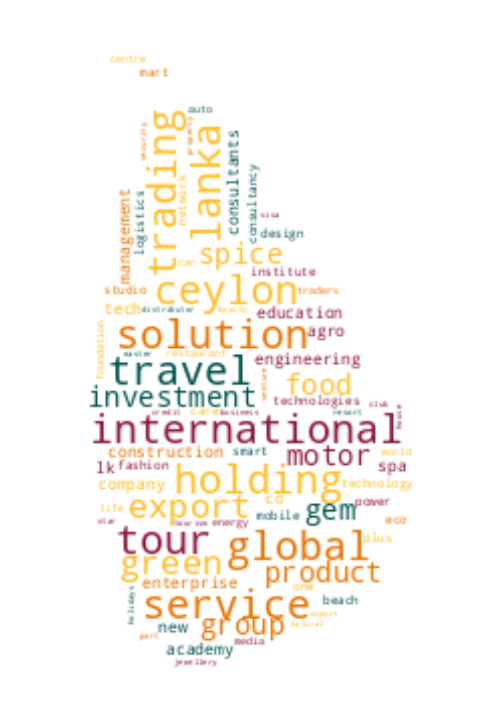 centre
mart
auto
security
property
trading
lanka
consultants
network
consultancy
management
logistics
visa
design
spice
car
institute
studio
ceylon
traders
tech
distributor
beauty
education
solution
agro
foundation
master
restaurant
engineering
travel
food
investment
technologies
club
credit
cafe
business
resort
house
international
construction
smart
motor
world
lk
fashion
spa
holding
company
technology
life
export
co
power
mobile
gem
star
tourism
energy
eco
tour
global
plus
green
product
enterprise
one
holidays
service
beach
import
new
group
natural
part
media
academy
jewellery